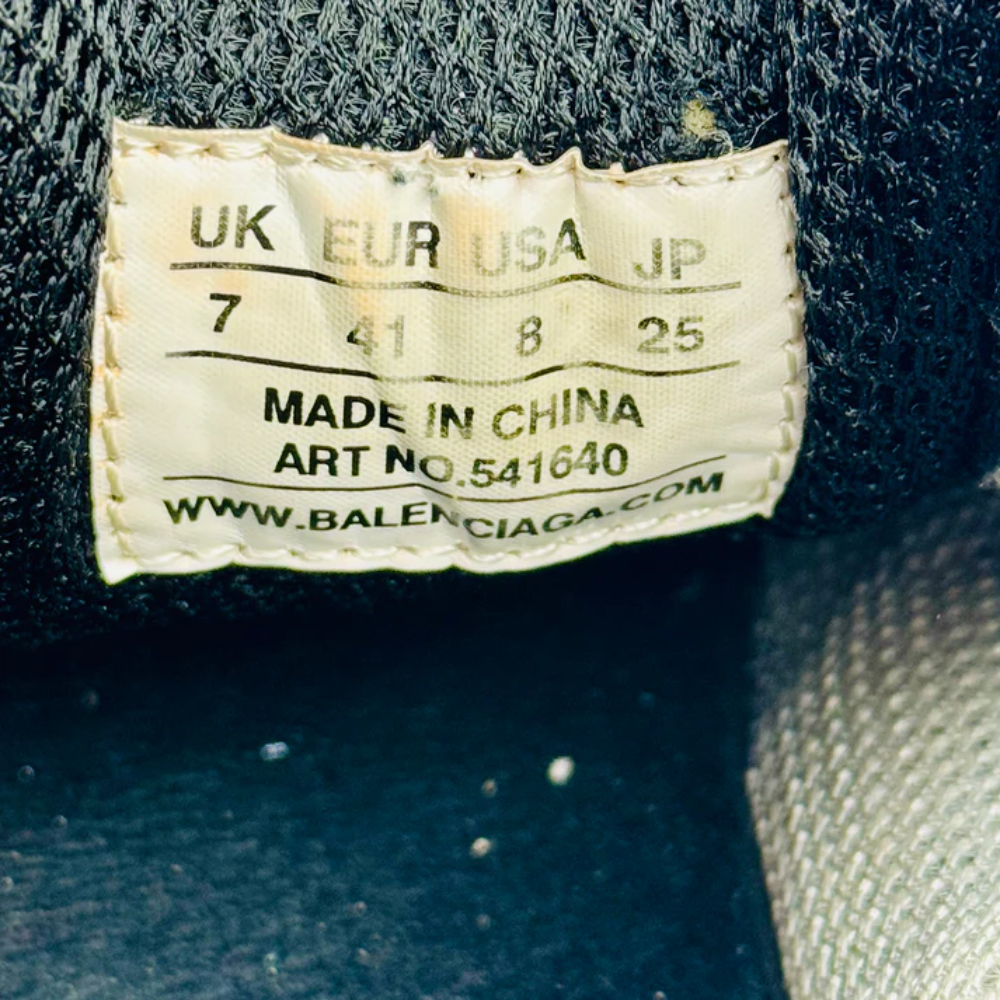 UK EUR USA JP
7 41 8 25
MADE IN CHINA
ART NO.541640
WWW.BALENCIAGA.COM